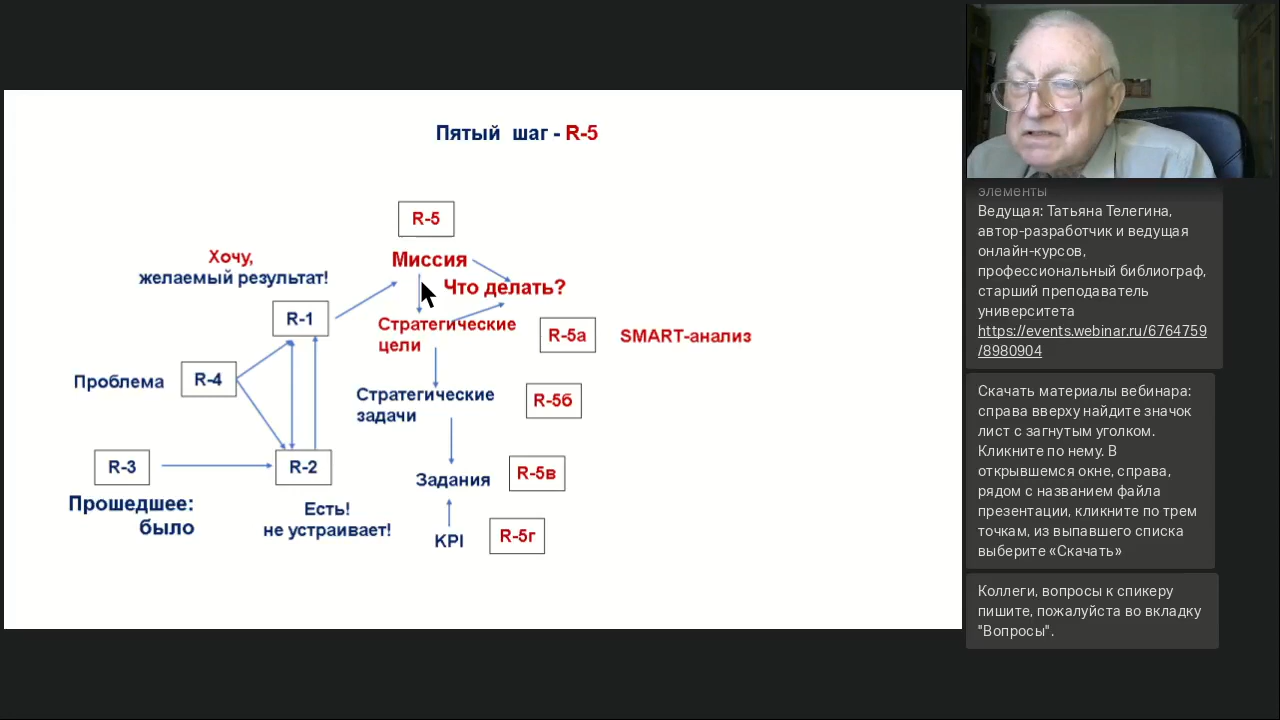 Пятый шаг - R-5
R-5
Хочу,
желаемый результат!
Миссия
Что делать?
R-1
Стратегические
цели
R-5а
SMART-анализ
Проблема
R-4
Стратегические
задачи
R-5б
R-3
R-2
Задания
R-5в
Прошедшее:
было
Есть!
не устраивает!
KPI
R-5г
элементы
Ведущая: Татьяна Телегина,
автор-разработчик и ведущая
онлайн-курсов,
профессиональный библиограф,
старший преподаватель
университета
https://events.webinar.ru/6764759
/8980904
Скачать материалы вебинара:
справа вверху найдите значок
лист с загнутым уголком.
Кликните по нему. В
открывшемся окне, справа,
рядом с названием файла
презентации, кликните по трем
точкам, из выпавшего списка
выберите «Скачать»
Коллеги, вопросы к спикеру
пишите, пожалуйста во вкладку
"Вопросы".